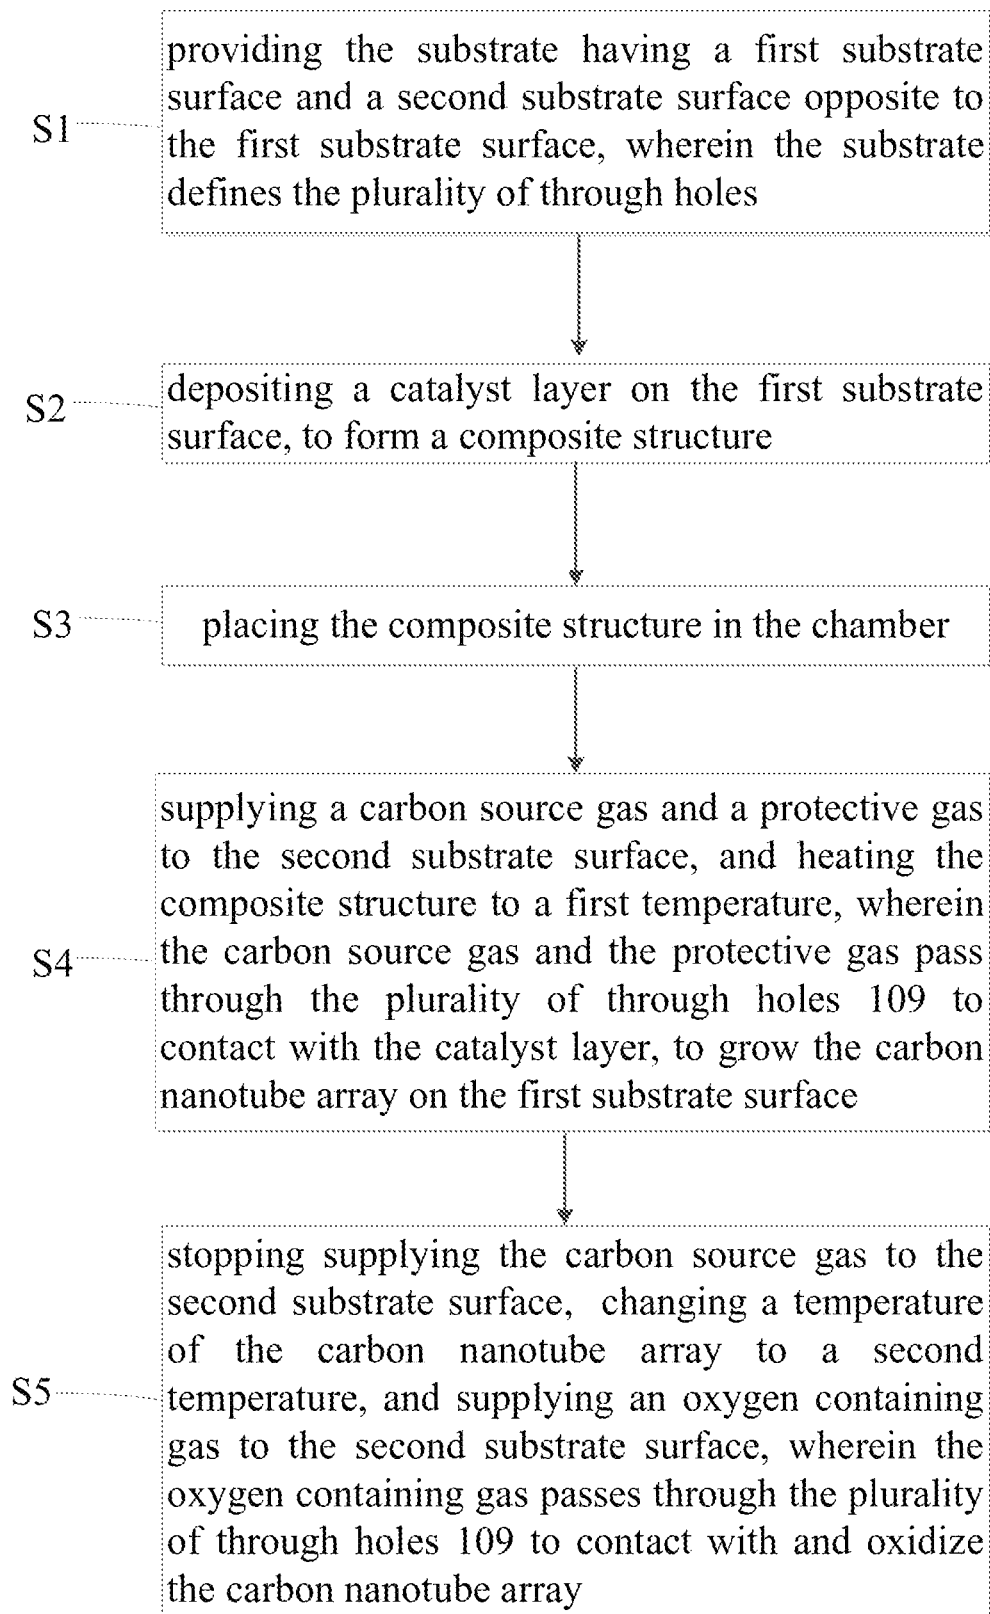 S1
providing the substrate having a first substrate
surface and a second substrate surface opposite to
the first substrate surface, wherein the substrate
defines the plurality of through holes
S2
depositing a catalyst layer on the first substrate
surface, to form a composite structure
S3
placing the composite structure in the chamber
S4
supplying a carbon source gas and a protective gas
to the second substrate surface, and heating the
composite structure to a first temperature, wherein
the carbon source gas and the protective gas pass
through the plurality of through holes 109 to
contact with the catalyst layer, to grow the carbon
nanotube array on the first substrate surface
S5
stopping supplying the carbon source gas to the
second substrate surface, changing a temperature
of the carbon nanotube array to a second
temperature, and supplying an oxygen containing
gas to the second substrate surface, wherein the
oxygen containing gas passes through the plurality
of through holes 109 to contact with and oxidize
the carbon nanotube array